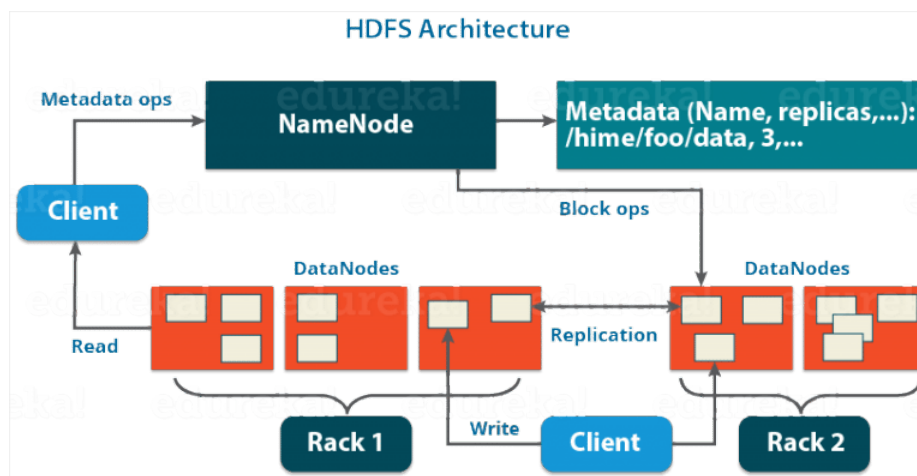 HDFS Architecture
Metadata ops
NameNode
Metadata (Name, replicas,...):
/hime/foo/data, 3,...
Client
Block ops
DataNodes
DataNodes
Read
Replication
Rack 1
Write
Client
Rack 2
edureka!